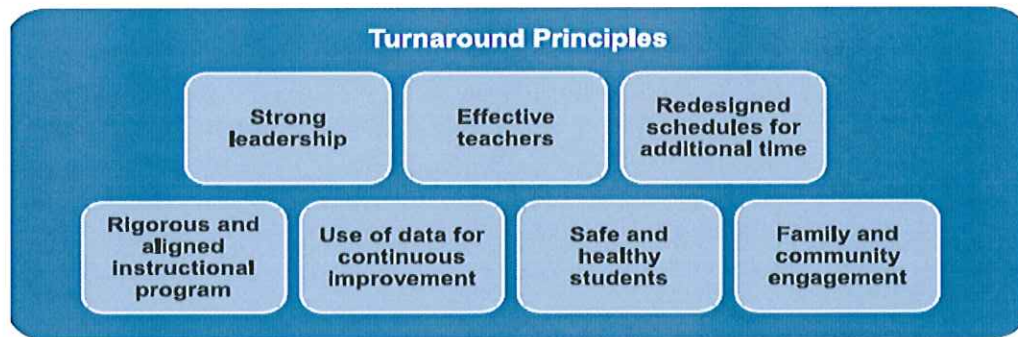 Turnaround Principles
Strong
leadership
Effective
teachers
Redesigned
schedules for
additional time
Rigorous and
aligned
instructional
program
Use of data for
continuous
improvement
Safe and
healthy
students
Family and
community
engagement